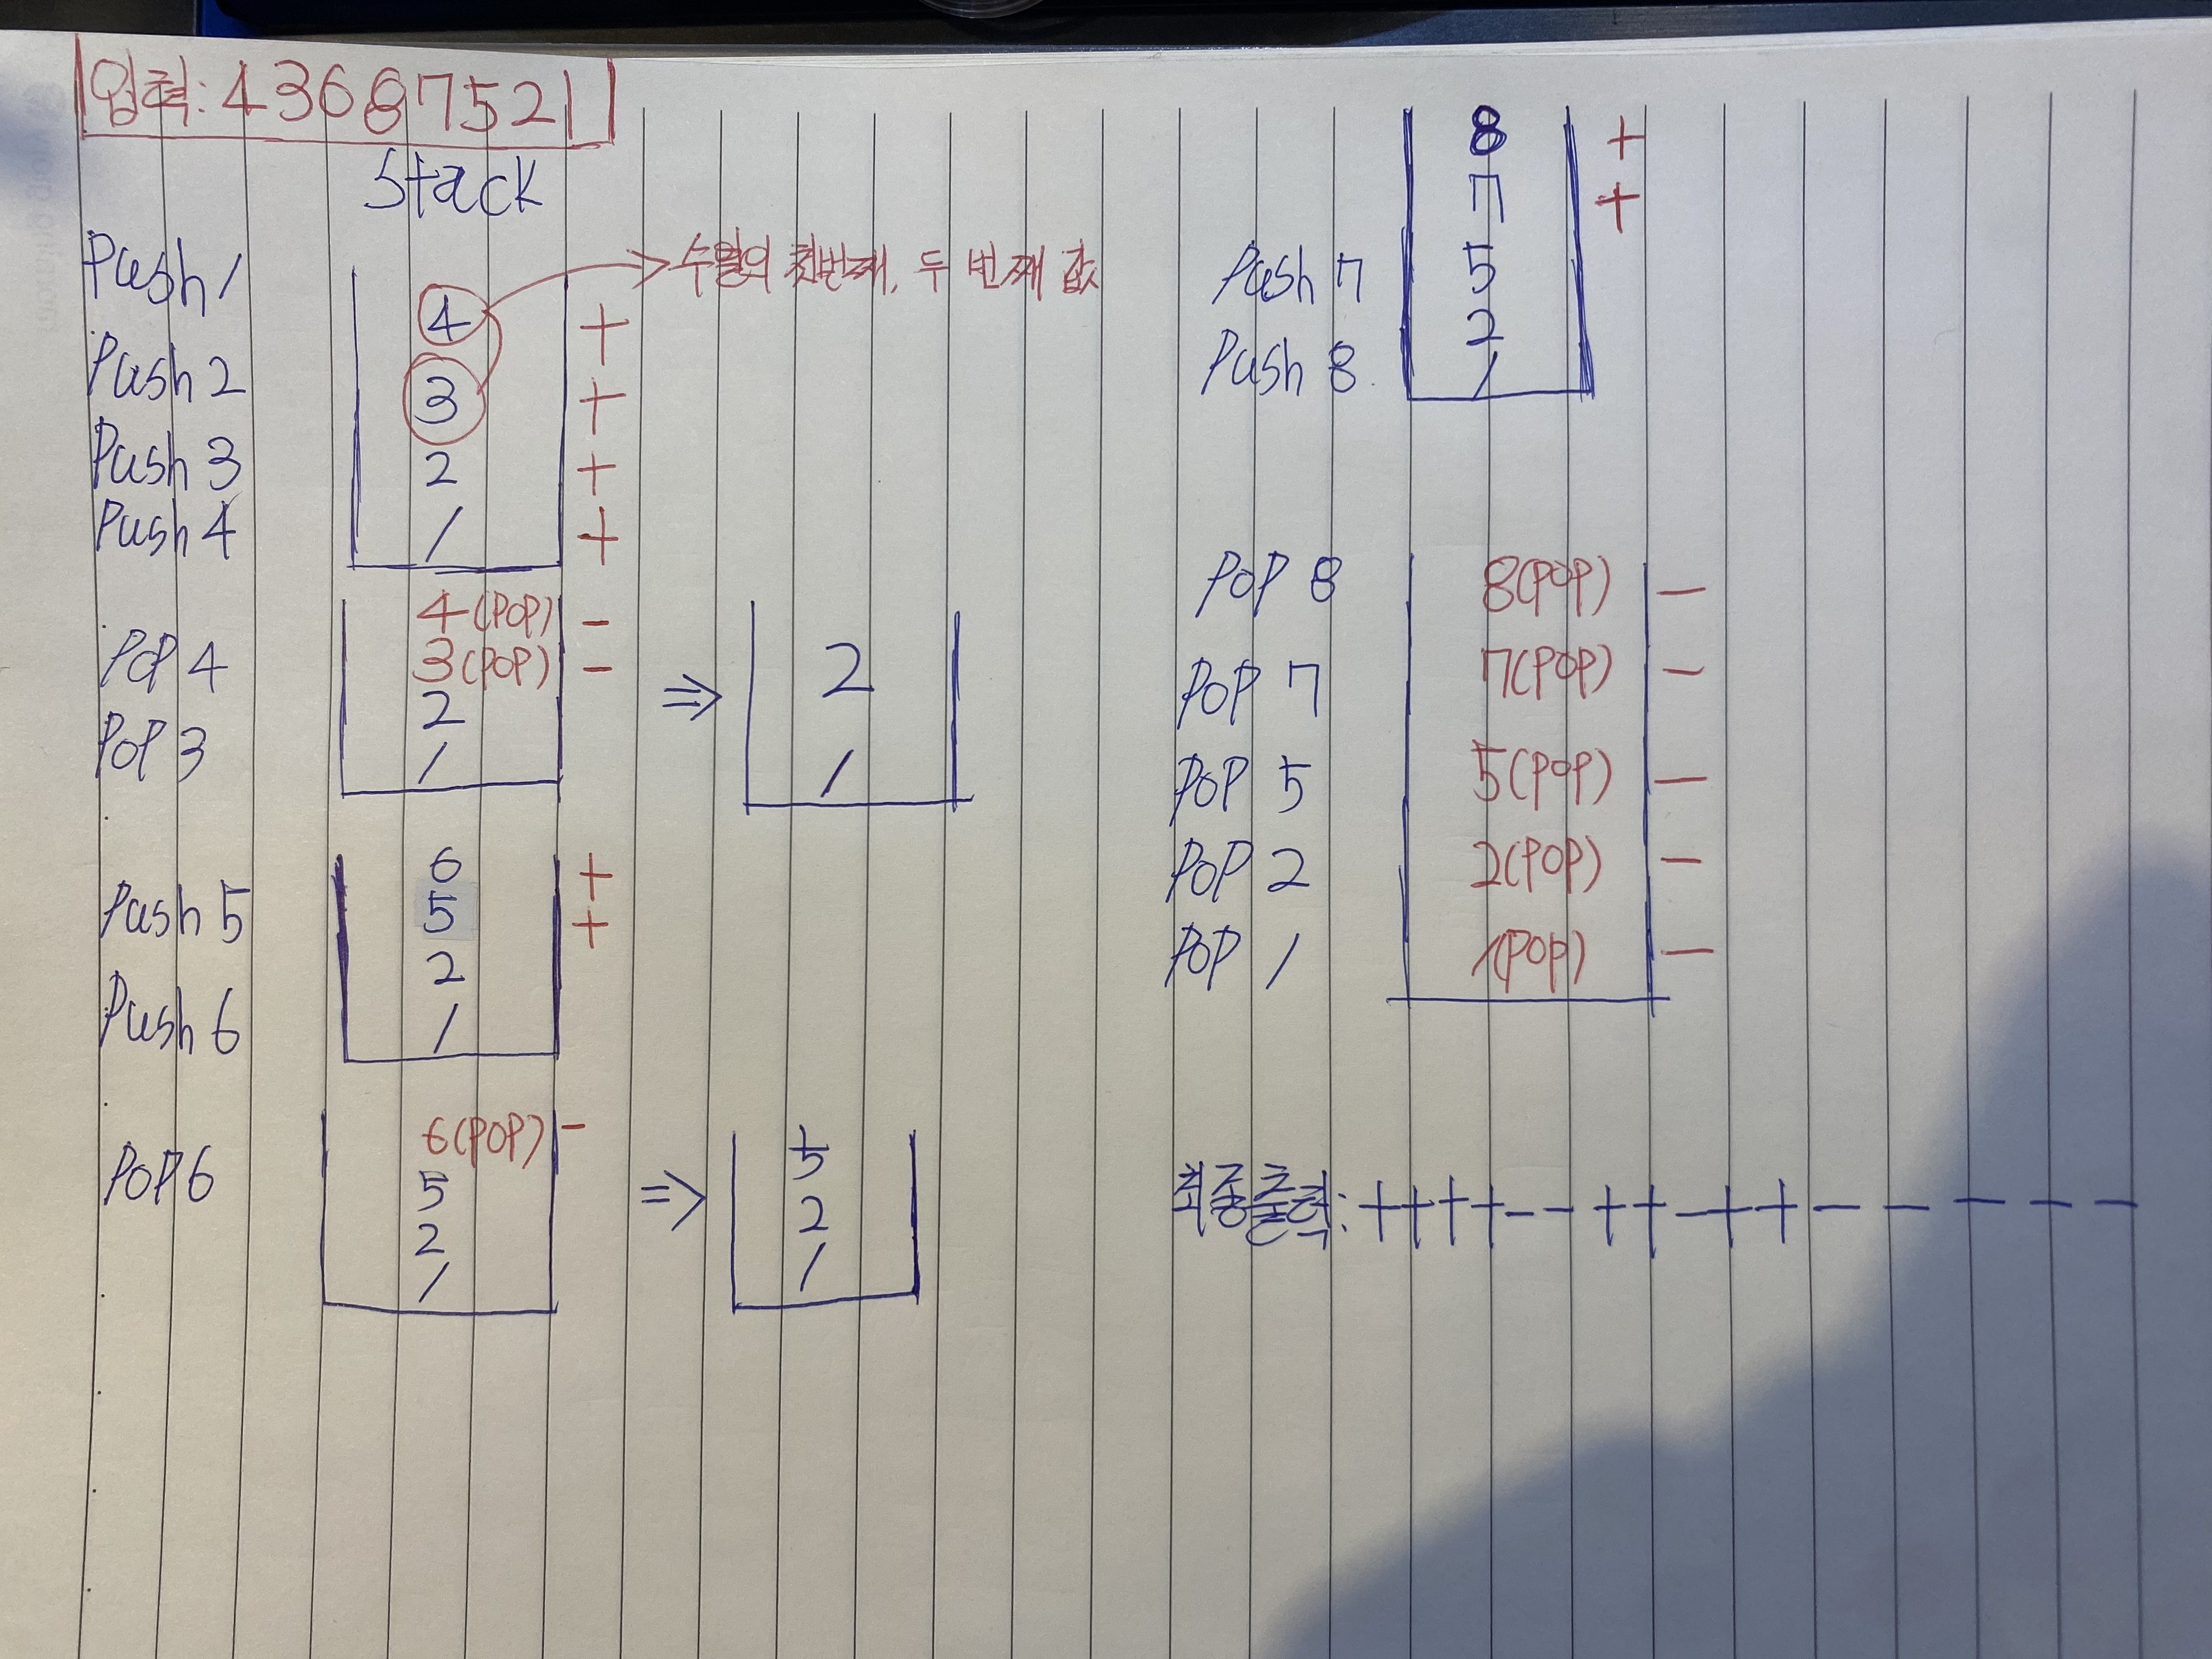 입력: 43687521
Stack
Push 1
Push 2
Push 3
Push 4
4 +
3 +
2 +
1 +
수열의 첫번째, 두 번째 값
POP 4
POP 3
4(POP) -
3(POP) -
2
1
⇒
2
1
Push 5
Push 6
6 +
5 +
2
1
POP 6
6(POP) -
5
2
1
⇒
5
2
1
Push 7
Push 8
8 +
7 +
5
2
1
POP 8
POP 7
POP 5
POP 2
POP 1
8(POP) -
7(POP) -
5(POP) -
2(POP) -
1(POP) -
최종출력: ++++--++-++-----